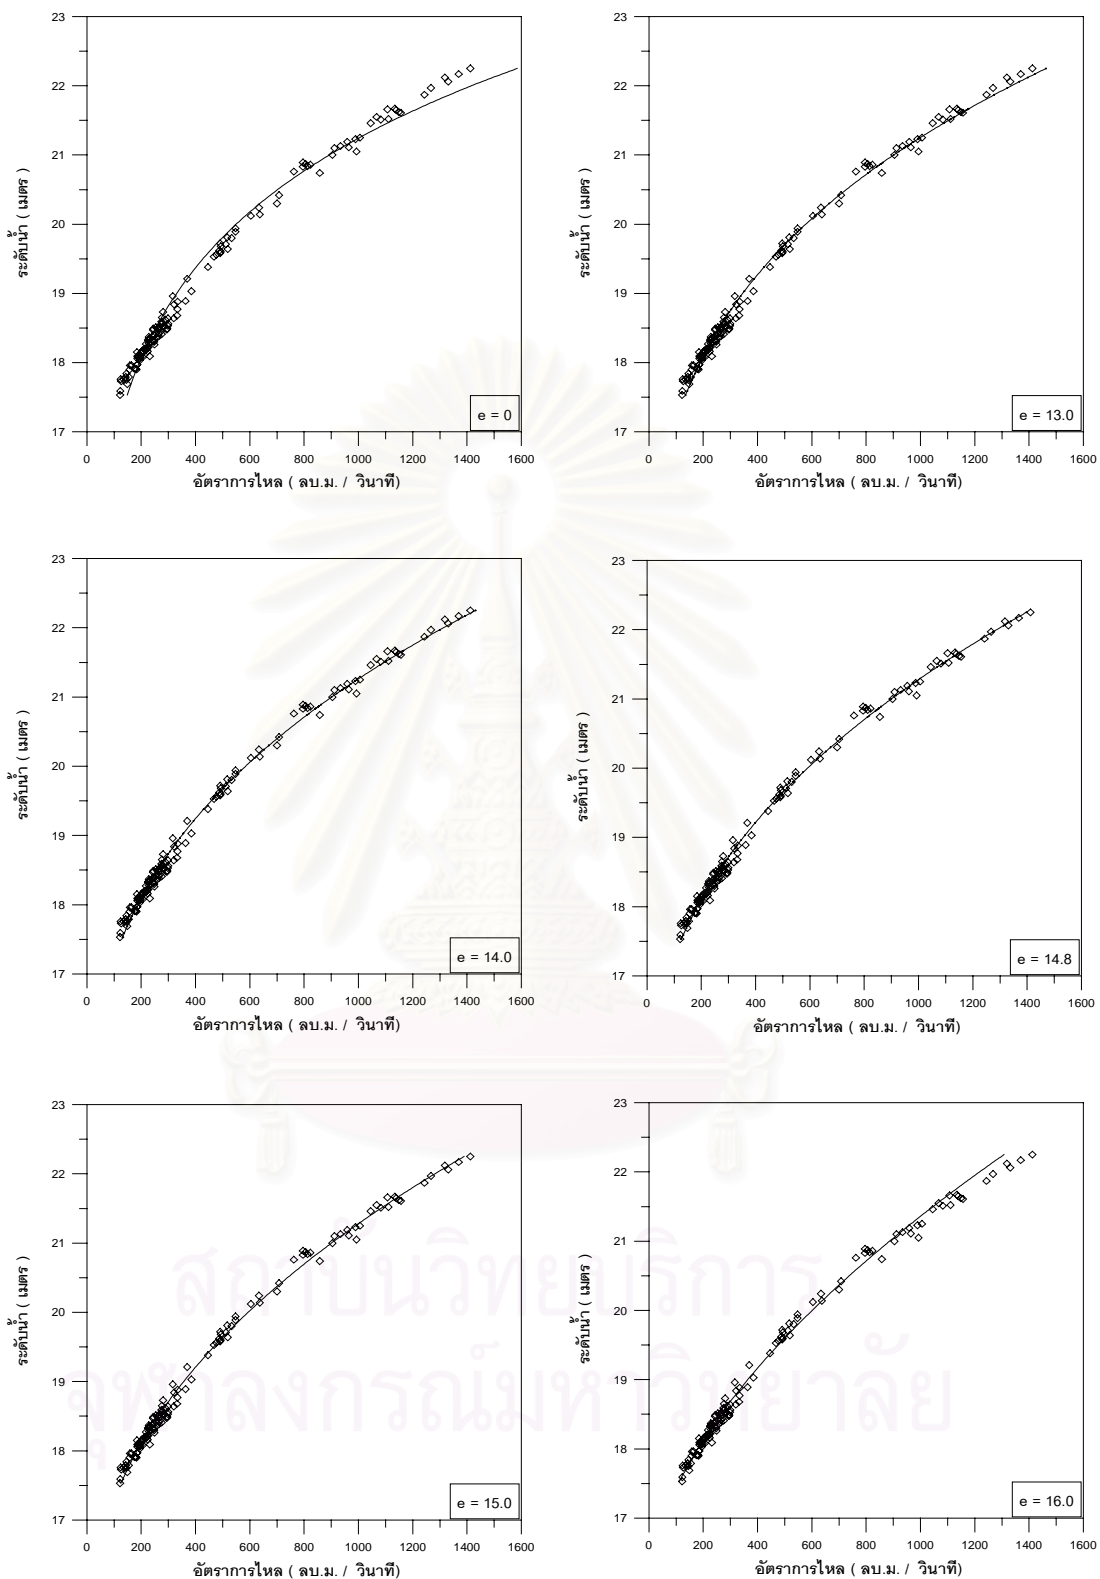 23
22
21
20
19
18
17
ระดับน้ำ ( เมตร )
e = 0
0 200 400 600 800 1000 1200 1400 1600
อัตราการไหล ( ลบ.ม. / วินาที)
23
22
21
20
19
18
17
ระดับน้ำ ( เมตร )
e = 13.0
0 200 400 600 800 1000 1200 1400 1600
อัตราการไหล ( ลบ.ม. / วินาที)
23
22
21
20
19
18
17
ระดับน้ำ ( เมตร )
e = 14.0
0 200 400 600 800 1000 1200 1400 1600
อัตราการไหล ( ลบ.ม. / วินาที)
23
22
21
20
19
18
17
ระดับน้ำ ( เมตร )
e = 14.8
0 200 400 600 800 1000 1200 1400 1600
อัตราการไหล ( ลบ.ม. / วินาที)
23
22
21
20
19
18
17
ระดับน้ำ ( เมตร )
e = 15.0
0 200 400 600 800 1000 1200 1400 1600
อัตราการไหล ( ลบ.ม. / วินาที)
23
22
21
20
19
18
17
ระดับน้ำ ( เมตร )
e = 16.0
0 200 400 600 800 1000 1200 1400 1600
อัตราการไหล ( ลบ.ม. / วินาที)
สถาบันวิทยบริการ
จุฬาลงกรณ์มหาวิทยาลัย